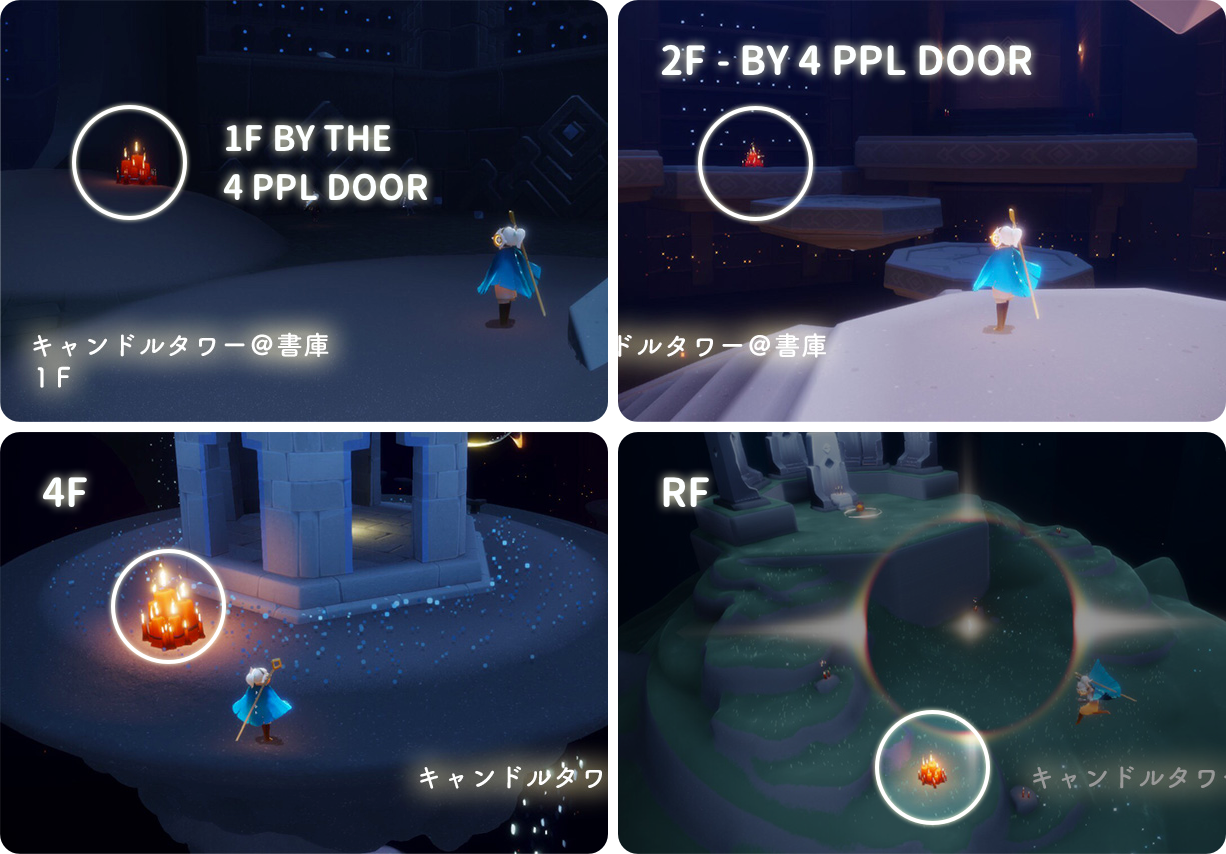 1F BY THE
4 PPL DOOR
キャンドルタワー@書庫
1F
2F - BY 4 PPL DOOR
ドルタワー@書庫
4F
キャンドルタワ
RF
キャンドルタワ